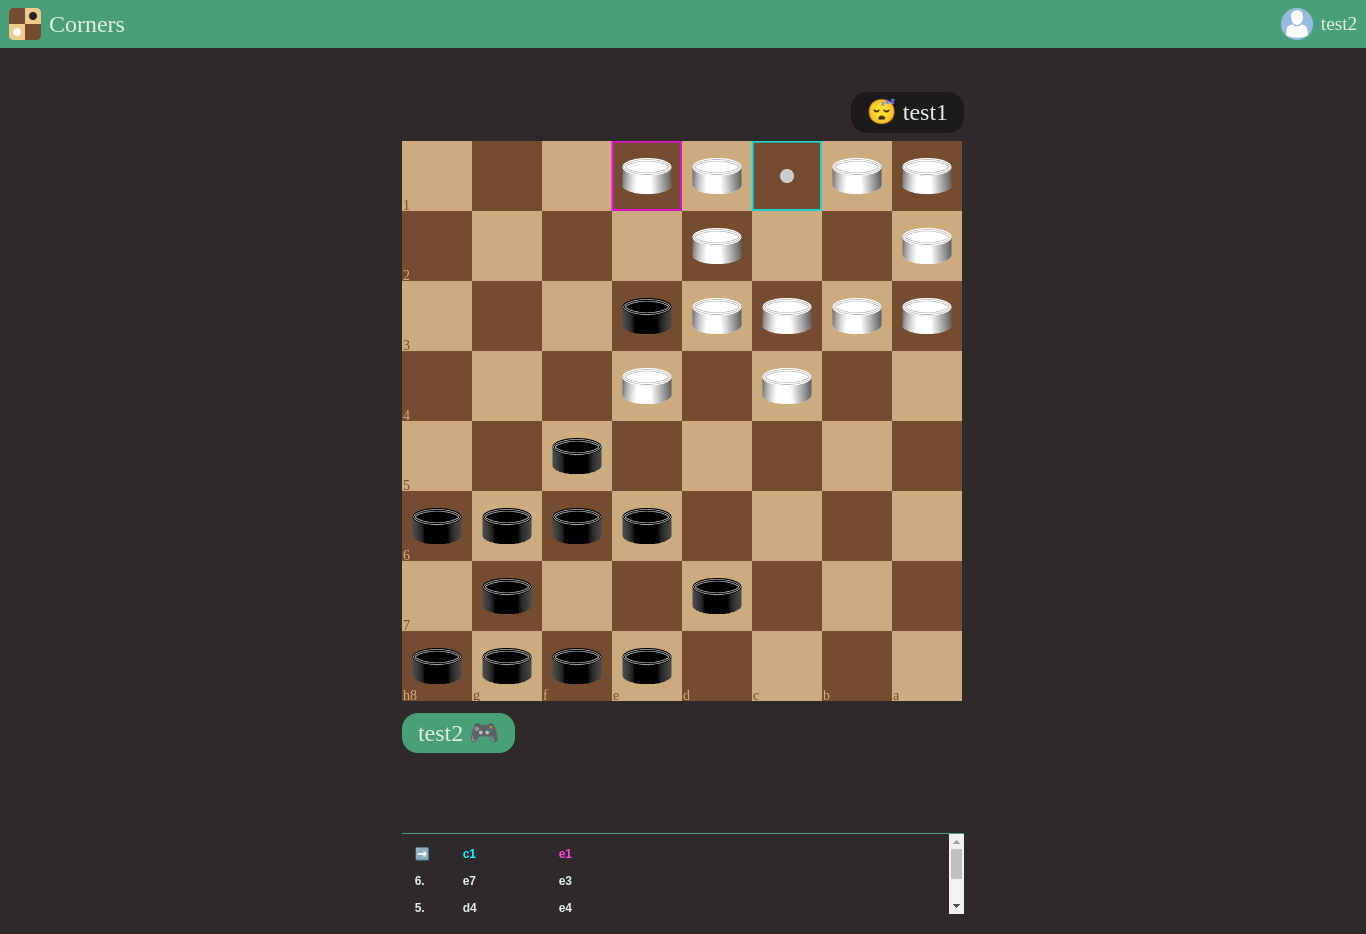 Corners
test2
😴 test1
1
2
3
4
5
6
7
h8 g f e d c b a
test2 🎮
➡️ c1 e1
6. e7 e3
5. d4 e4